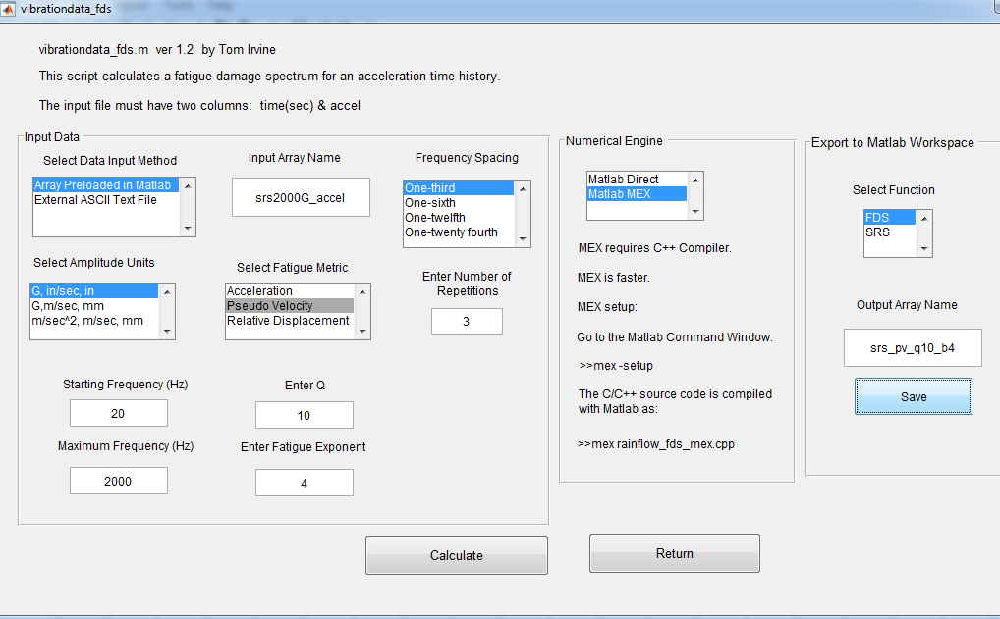 vibrationdata_fds
vibrationdata_fds.m ver 1.2 by Tom Irvine
This script calculates a fatigue damage spectrum for an acceleration time history.
The input file must have two columns: time(sec) & accel
Input Data
Select Data Input Method
Array Preloaded in Matlab
External ASCII Text File
Input Array Name
srs2000G_accel
Frequency Spacing
One-third
One-sixth
One-twelfth
One-twenty fourth
Select Amplitude Units
G, in/sec, in
G,m/sec, mm
m/sec^2, m/sec, mm
Select Fatigue Metric
Acceleration
Pseudo Velocity
Relative Displacement
Enter Number of
Repetitions
3
Starting Frequency (Hz)
20
Enter Q
10
Maximum Frequency (Hz)
2000
Enter Fatigue Exponent
4
Numerical Engine
Matlab Direct
Matlab MEX
MEX requires C++ Compiler.
MEX is faster.
MEX setup:
Go to the Matlab Command Window.
>>mex -setup
The C/C++ source code is compiled
with Matlab as:
>>mex rainflow_fds_mex.cpp
Export to Matlab Workspace
Select Function
FDS
SRS
Output Array Name
srs_pv_q10_b4
Save
Calculate
Return